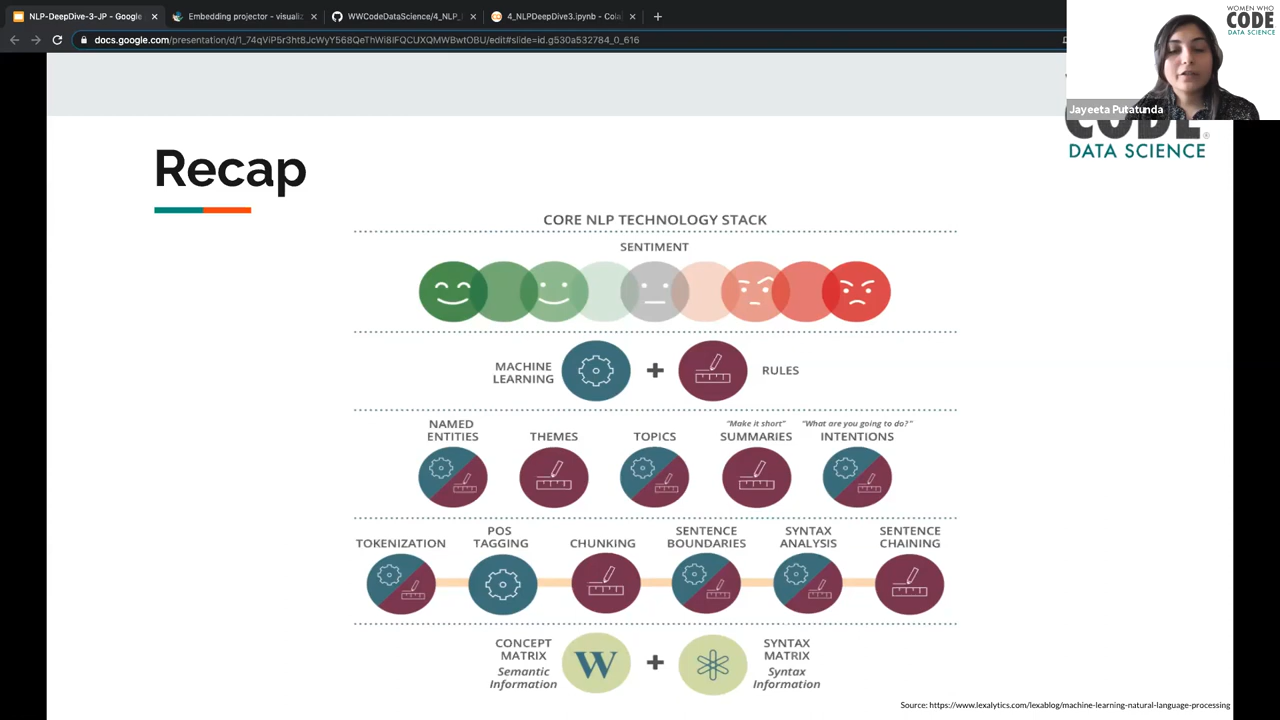 NLP-DeepDive-3-JP - Google
Embedding projector - visualiz
WWCodeDataScience/4_NLP_
4_NLPDeepDive3.ipynb - Cola
docs.google.com/presentation/d/1_74qViP5r3ht8JcWyY568QeThWi8IFQCUXQMWBwtOBU/edit#slide=id.g530a532784_0_616
WOMEN WHO
CODE
DATA SCIENCE
Jayeeta Putatunda
CODE
DATA SCIENCE
Recap
CORE NLP TECHNOLOGY STACK
SENTIMENT
MACHINE
LEARNING
+
RULES
NAMED
ENTITIES
THEMES
TOPICS
"Make it short"
SUMMARIES
"What are you going to do?"
INTENTIONS
TOKENIZATION
POS
TAGGING
CHUNKING
SENTENCE
BOUNDARIES
SYNTAX
ANALYSIS
SENTENCE
CHAINING
CONCEPT
MATRIX
Semantic
Information
W
+
SYNTAX
MATRIX
Syntax
Information
Source: https://www.lexalytics.com/lexablog/machine-learning-natural-language-processing